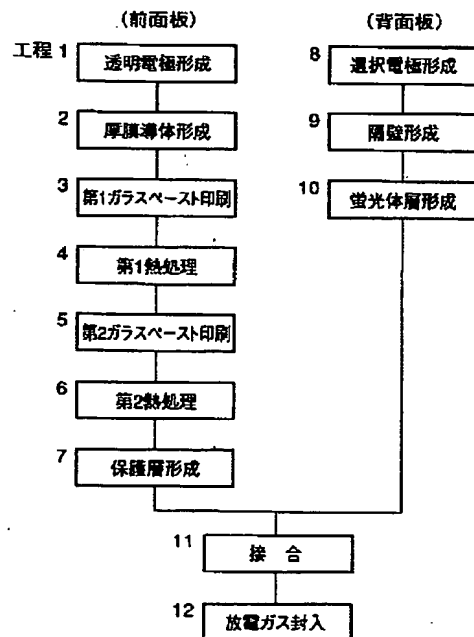 (前面板)
工程 1 透明電極形成
2 厚膜導体形成
3 第1ガラスペースト印刷
4 第1熱処理
5 第2ガラスペースト印刷
6 第2熱処理
7 保護層形成
(背面板)
8 選択電極形成
9 隔壁形成
10 蛍光体層形成
11 接 合
12 放電ガス封入